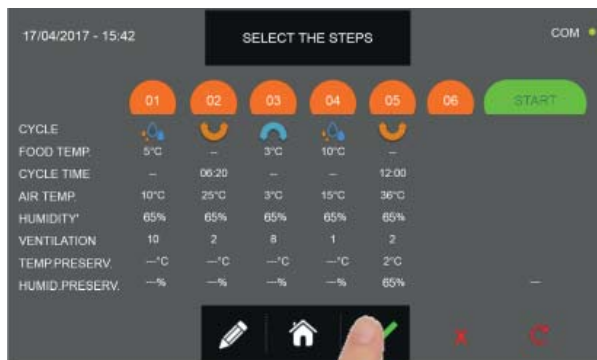 17/04/2017 - 15:42 SELECT THE STEPS COM
01 02 03 04 05 06 START
CYCLE
FOOD TEMP. 5°C -- 3°C 10°C --
CYCLE TIME -- 06:20 -- -- 12:00
AIR TEMP. 10°C 25°C 3°C 15°C 36°C
HUMIDITY' 65% 65% 65% 65% 65%
VENTILATION 10 2 8 1 2
TEMP.PRESERV. ---°C ---°C ---°C ---°C 2°C
HUMID.PRESERV. ---% ---% ---% ---% 65% --
X